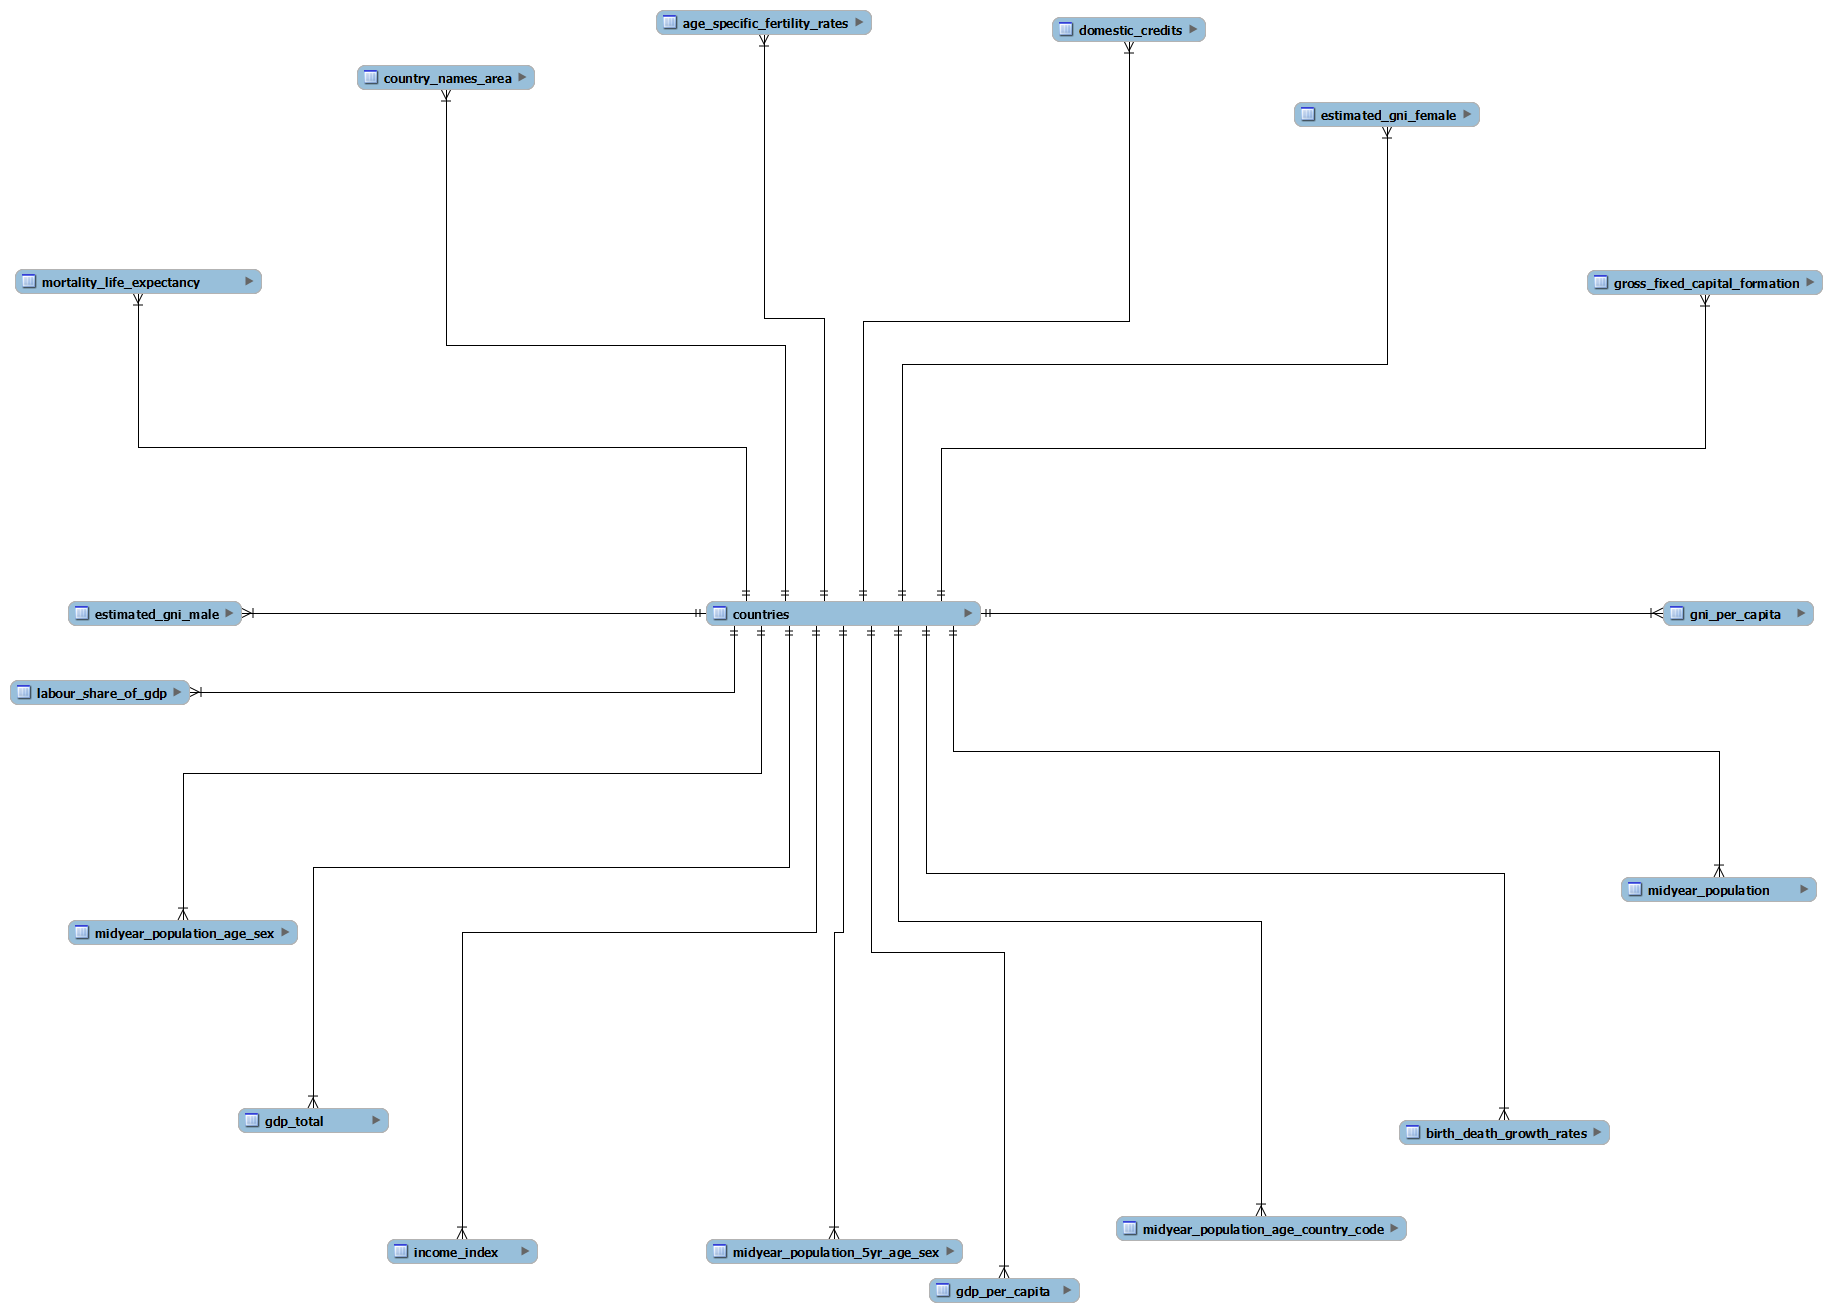 age_specific_fertility_rates
domestic_credits
country_names_area
estimated_gni_female
mortality_life_expectancy
gross_fixed_capital_formation
estimated_gni_male
countries
gni_per_capita
labour_share_of_gdp
midyear_population
midyear_population_age_sex
gdp_total
birth_death_growth_rates
midyear_population_age_country_code
income_index
midyear_population_5yr_age_sex
gdp_per_capita